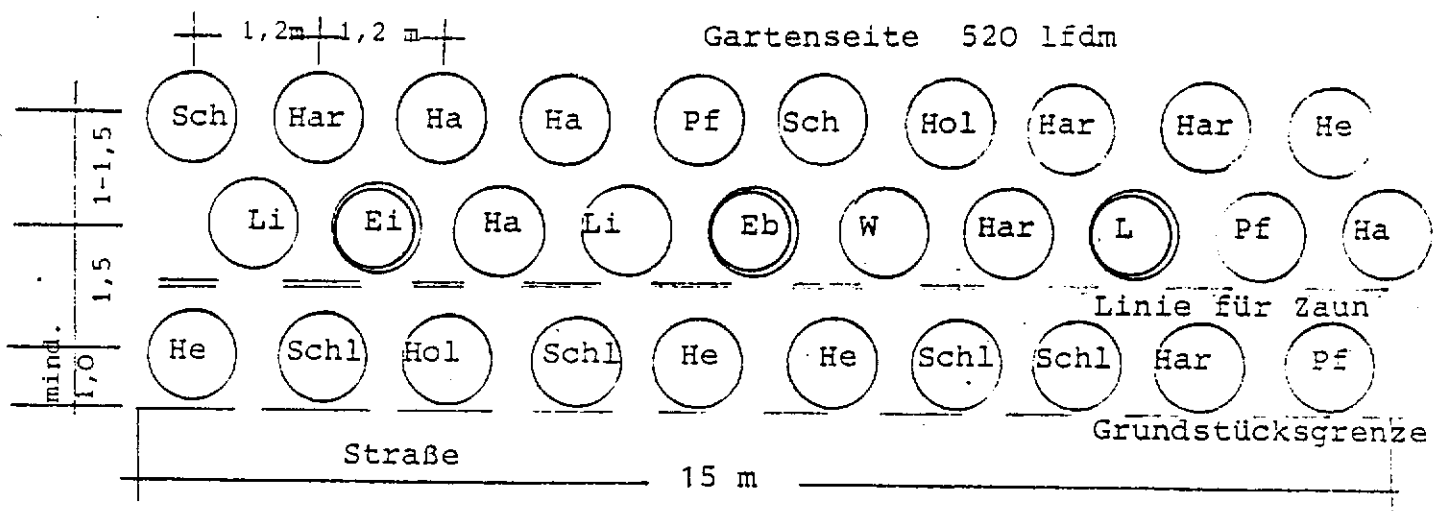 1,2m 1,2 m Gartenseite 520 lfdm
Sch Har Ha Ha Pf Sch Hol Har Har He
1-1,5
Li Ei Ha Li Eb W Har L Pf Ha
1,5
Linie für Zaun
He Schl Hol Schl He He Schl Schl Har Pf
mind.
1,0
Grundstücksgrenze
Straße
15 m